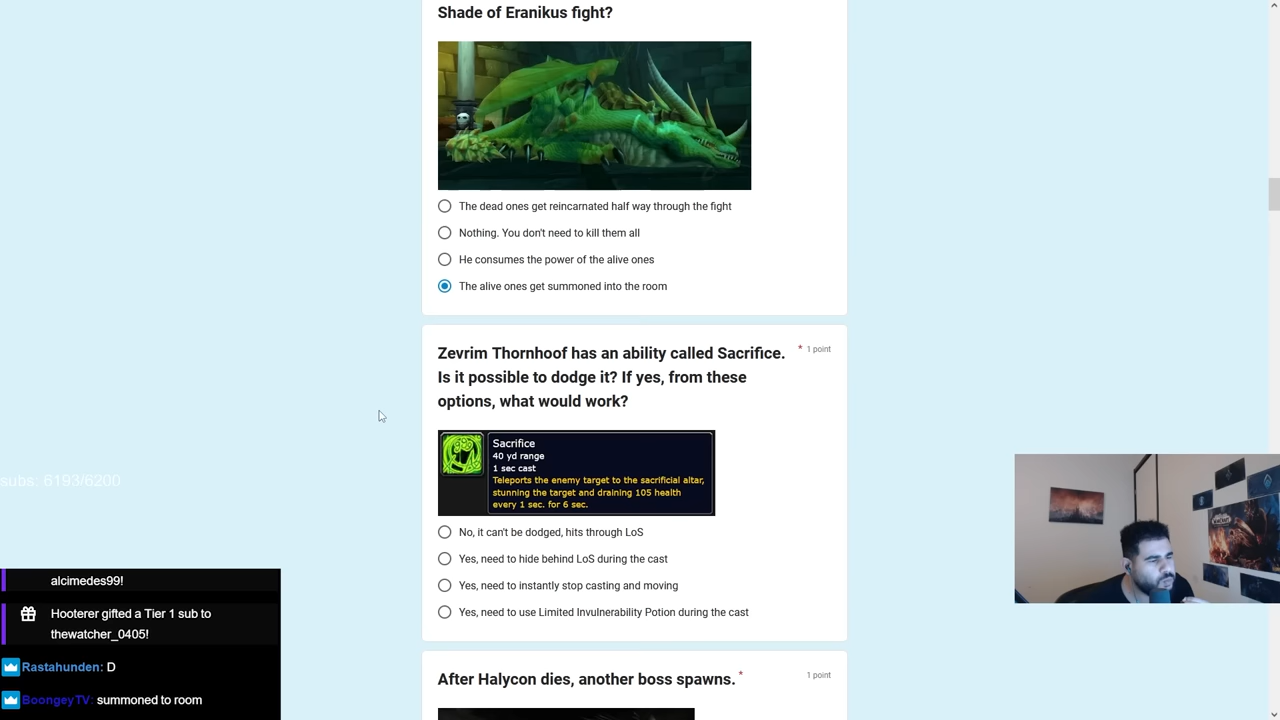 Shade of Eranikus fight?
The dead ones get reincarnated half way through the fight
Nothing. You don't need to kill them all
He consumes the power of the alive ones
The alive ones get summoned into the room
Zevrim Thornhoof has an ability called Sacrifice.
Is it possible to dodge it? If yes, from these
options, what would work?
* 1 point
Sacrifice
40 yd range
1 sec cast
Teleports the enemy target to the sacrificial altar,
stunning the target and draining 105 health
every 1 sec. for 6 sec.
No, it can't be dodged, hits through LoS
Yes, need to hide behind LoS during the cast
Yes, need to instantly stop casting and moving
Yes, need to use Limited Invulnerability Potion during the cast
After Halycon dies, another boss spawns. *
1 point
subs: 6193/6200
alcimedes99!
Hooterer gifted a Tier 1 sub to
thewatcher_0405!
Rastahunden: D
BoongeyTV: summoned to room